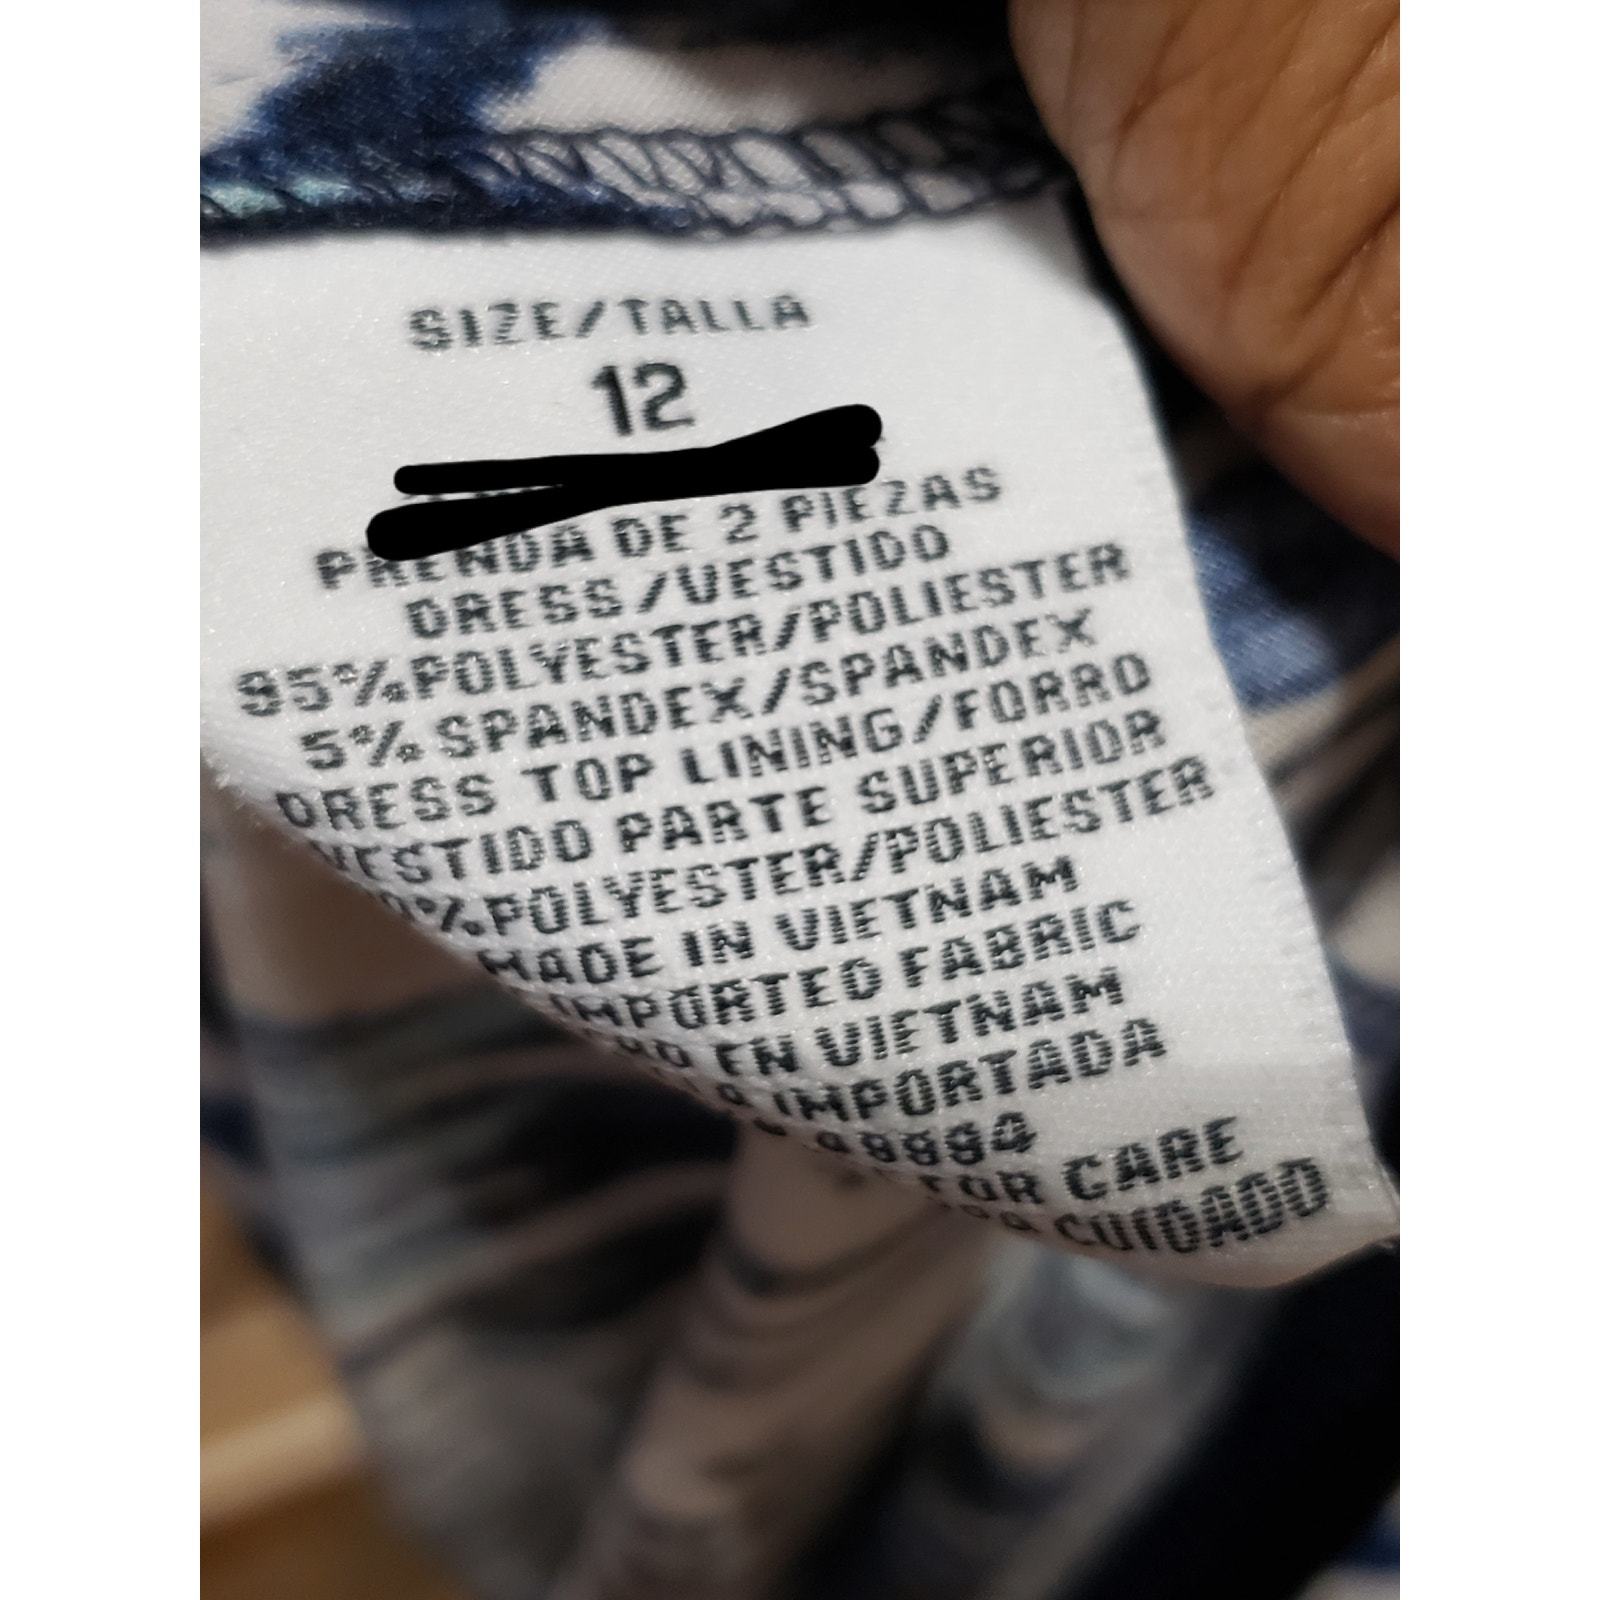 SIZE/TALLA
12
PRENDA DE 2 PIEZAS
DRESS/VESTIDO
95%POLYESTER/POLIESTER
5% SPANDEX/SPANDEX
DRESS TOP LINING/FORRO
VESTIDO PARTE SUPERIOR
%POLYESTER/POLIESTER
MADE IN VIETNAM
IMPORTED FABRIC
EN VIETNAM
IMPORTADA
FOR CARE
CUIDADO